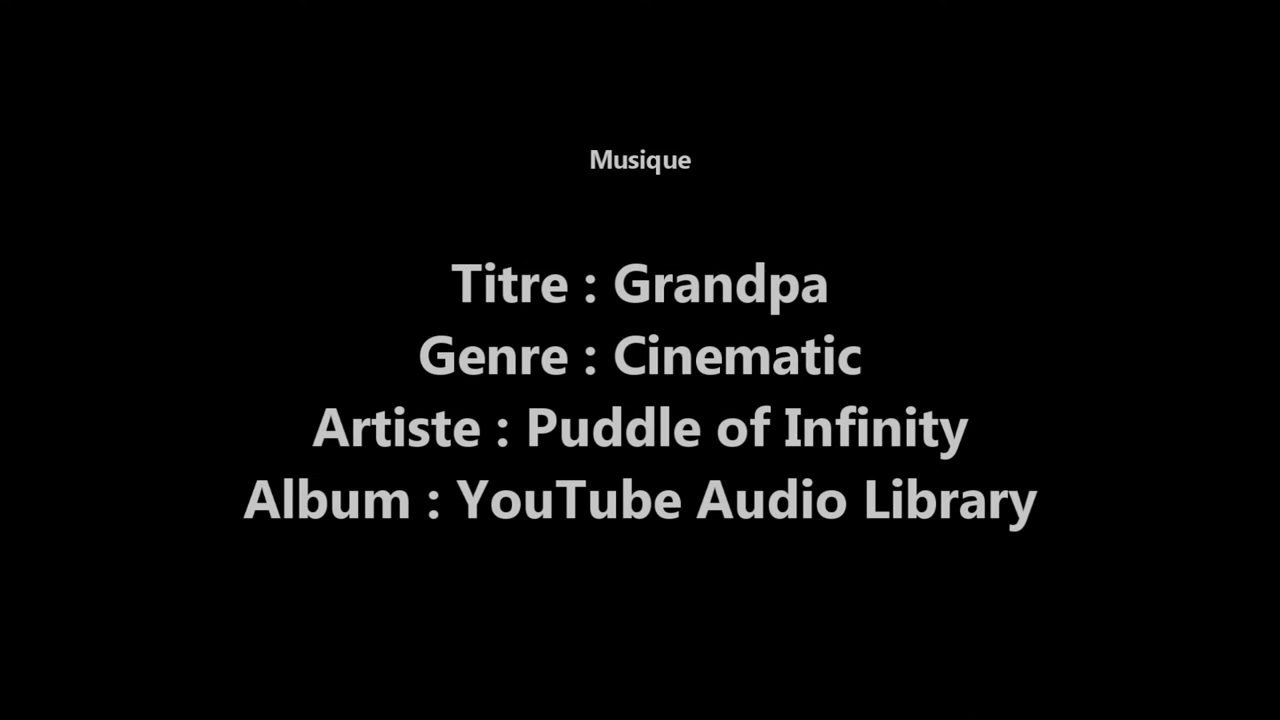 Musique
Titre : Grandpa
Genre : Cinematic
Artiste : Puddle of Infinity
Album : YouTube Audio Library